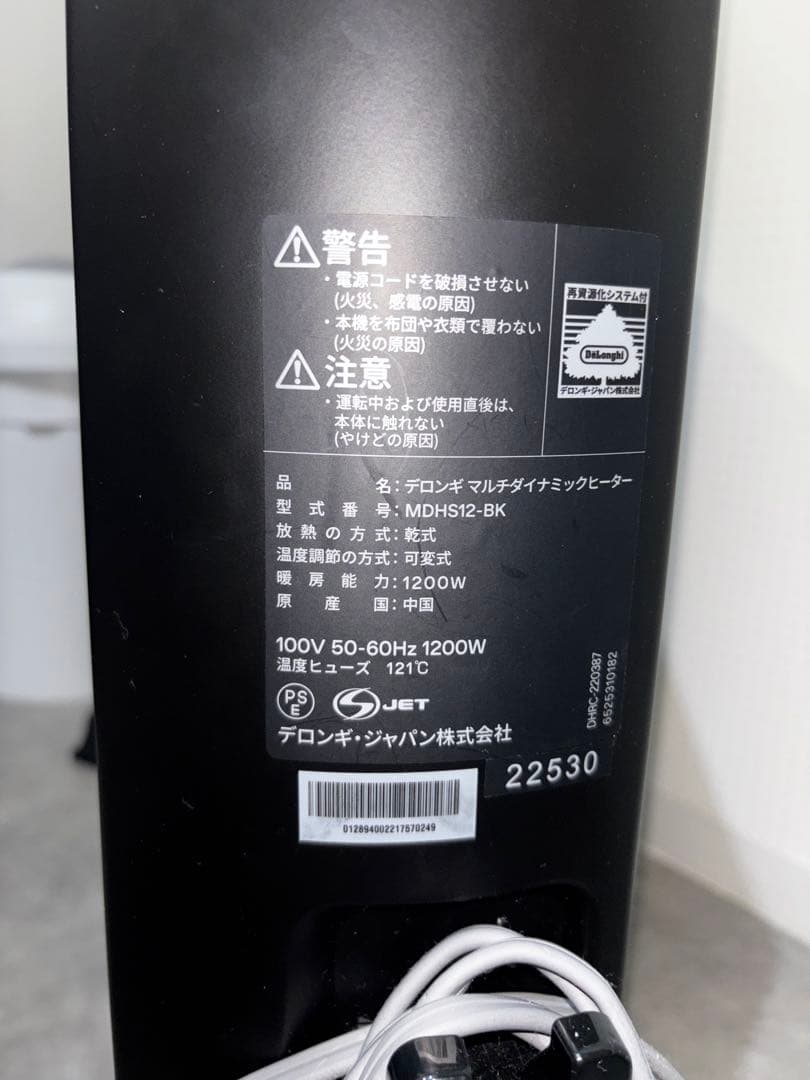 警告
・電源コードを破損させない
(火災、感電の原因)
・本機を布団や衣類で覆わない
(火災の原因)
注意
・運転中および使用直後は、
本体に触れない
(やけどの原因)
再資源化システム付
DeLonghi
デロンギ・ジャパン株式会社
品名:デロンギ マルチダイナミックヒーター
型式番号:MDHS12-BK
放熱の方式:乾式
温度調節の方式:可変式
暖房能力:1200W
原産国:中国
100V 50-60Hz 1200W
温度ヒューズ 121℃
PSE
JET
デロンギ・ジャパン株式会社
DHRC-220387
6525310182
22530
012894002217570249